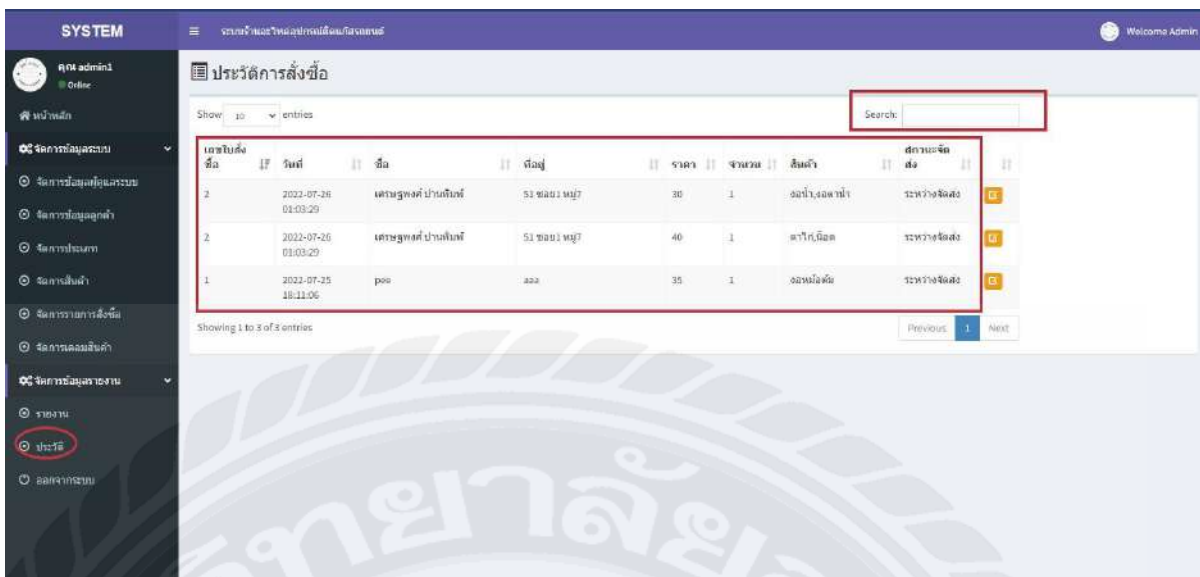 SYSTEM
Welcome Admin
คุณ admin1
Online
ประวัติการสั่งซื้อ
หน้าหลัก
Show 10 entries
Search:
จัดการข้อมูลระบบ
เลขใบสั่งซื้อ วันที่ ชื่อ ที่อยู่ ราคา จำนวน สินค้า สถานะจัดส่ง
จัดการข้อมูลผู้ดูแลระบบ
2 2022-07-26 01:03:29 เศรษฐพงศ์ ปานพิมพ์ 51 ซอย1 หมู่7 30 1 ระหว่างจัดส่ง
จัดการข้อมูลลูกค้า
2 2022-07-26 01:03:29 เศรษฐพงศ์ ปานพิมพ์ 51 ซอย1 หมู่7 40 1 ตาไก่,น๊อต ระหว่างจัดส่ง
จัดการประเภท
จัดการสินค้า
1 2022-07-25 18:11:06 35 1 ระหว่างจัดส่ง
จัดการรายการสั่งซื้อ
Showing 1 to 3 of 3 entries
Previous 1 Next
จัดการเคลมสินค้า
จัดการข้อมูลรายงาน
รายงาน
ประวัติ
ออกจากระบบ